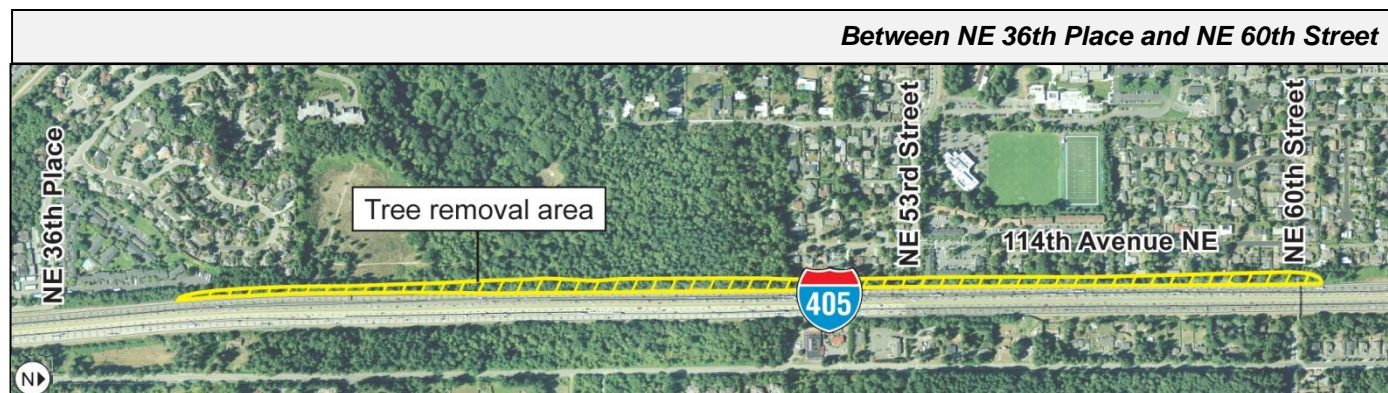 Between NE 36th Place and NE 60th Street
NE 36th Place
Tree removal area
NE 53rd Street
114th Avenue NE
NE 60th Street
405
N